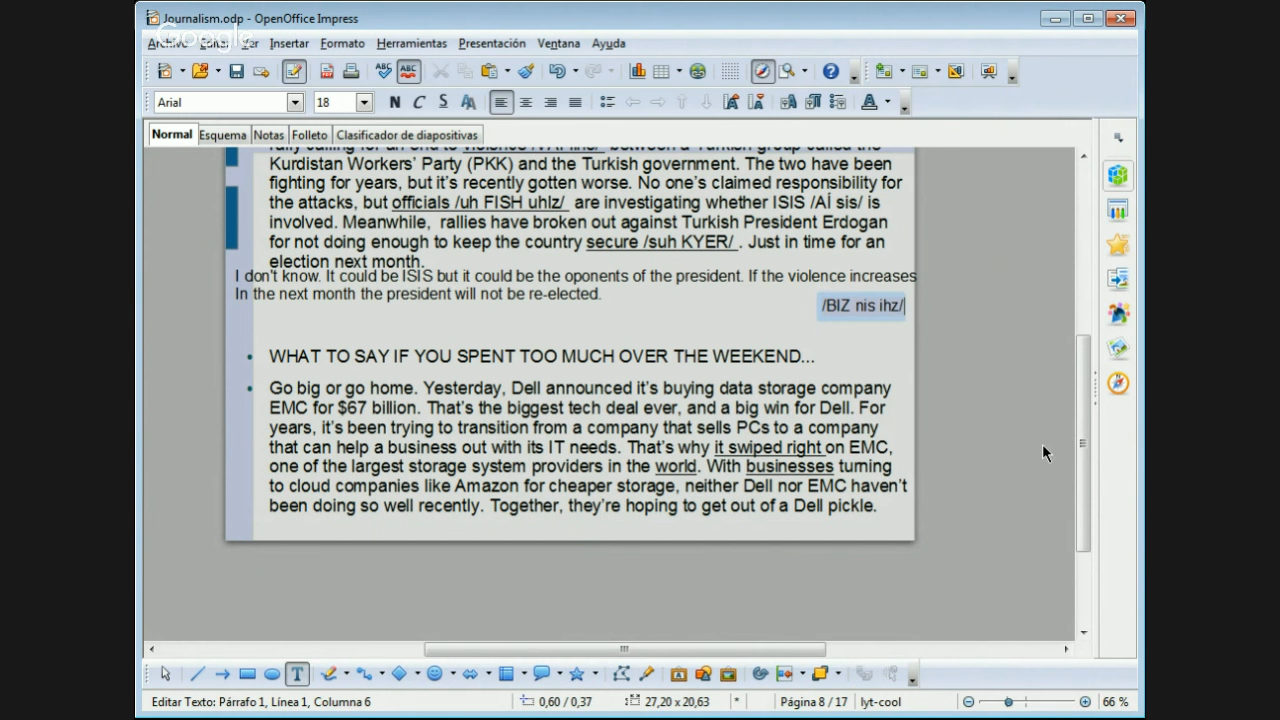 Journalism.odp - OpenOffice Impress
Google
Archivo Editar Ver Insertar Formato Herramientas Presentación Ventana Ayuda
Arial 18 N C S
Normal Esquema Notas Folleto Clasificador de diapositivas
rally calling for an end to violence between a Turkish group called the
Kurdistan Workers' Party (PKK) and the Turkish government. The two have been
fighting for years, but it's recently gotten worse. No one's claimed responsibility for
the attacks, but officials /uh FISH uhlz/ are investigating whether ISIS /AÍ sis/ is
involved. Meanwhile, rallies have broken out against Turkish President Erdogan
for not doing enough to keep the country secure /suh KYER/ . Just in time for an
election next month.
I don't know. It could be ISIS but it could be the oponents of the president. If the violence increases
In the next month the president will not be re-elected.
/BIZ nis ihz/
• WHAT TO SAY IF YOU SPENT TOO MUCH OVER THE WEEKEND...
• Go big or go home. Yesterday, Dell announced it's buying data storage company
EMC for $67 billion. That's the biggest tech deal ever, and a big win for Dell. For
years, it's been trying to transition from a company that sells PCs to a company
that can help a business out with its IT needs. That's why it swiped right on EMC,
one of the largest storage system providers in the world. With businesses turning
to cloud companies like Amazon for cheaper storage, neither Dell nor EMC haven't
been doing so well recently. Together, they're hoping to get out of a Dell pickle.
Editar Texto: Párrafo 1, Línea 1, Columna 6 0,60 / 0,37 27,20 x 20,63 * Página 8 / 17 lyt-cool 66 %